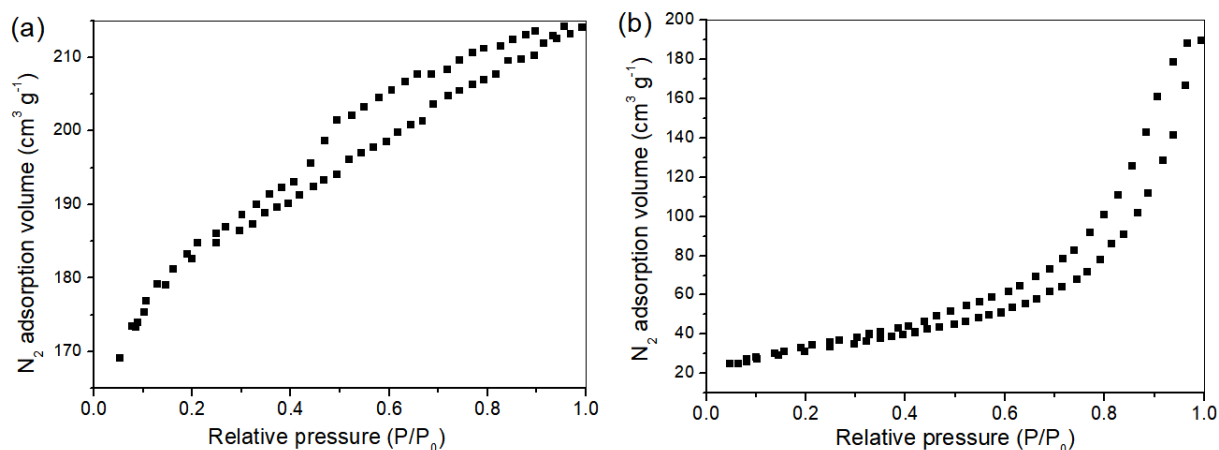 (a)
N₂ adsorption volume (cm³ g⁻¹)
210
200
190
180
170
0.0 0.2 0.4 0.6 0.8 1.0
Relative pressure (P/P₀)
(b)
N₂ adsorption volume (cm³ g⁻¹)
200
180
160
140
120
100
80
60
40
20
0.0 0.2 0.4 0.6 0.8 1.0
Relative pressure (P/P₀)